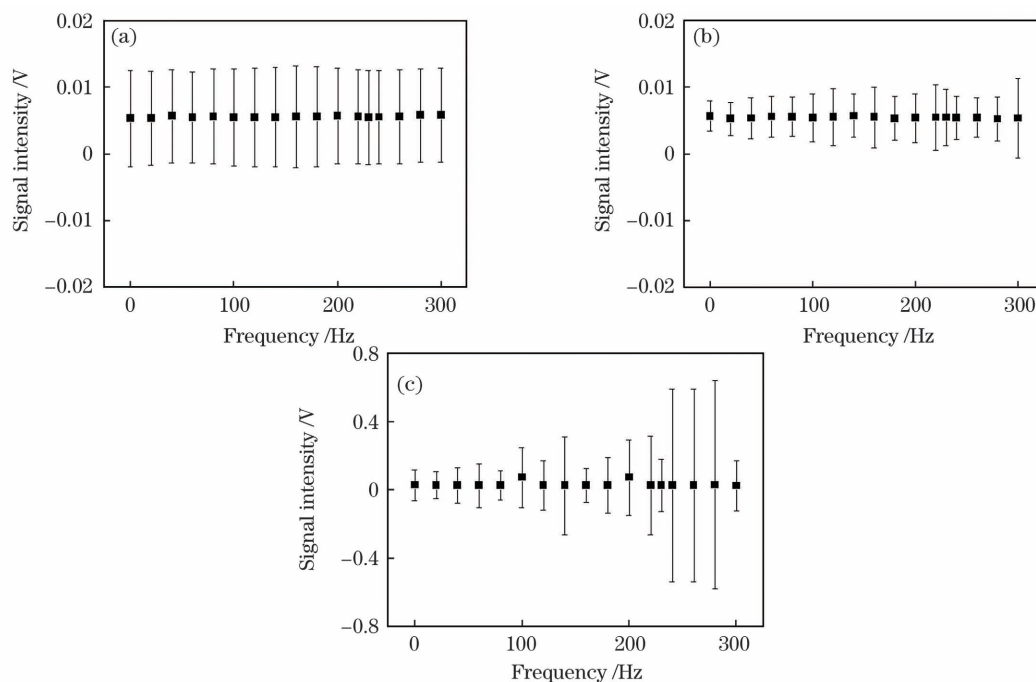 (a)
Signal intensity /V
0.02
0.01
0
−0.01
−0.02
0 100 200 300
Frequency /Hz
(b)
Signal intensity /V
0.02
0.01
0
−0.01
−0.02
0 100 200 300
Frequency /Hz
(c)
Signal intensity /V
0.8
0.4
0
−0.4
−0.8
0 100 200 300
Frequency /Hz